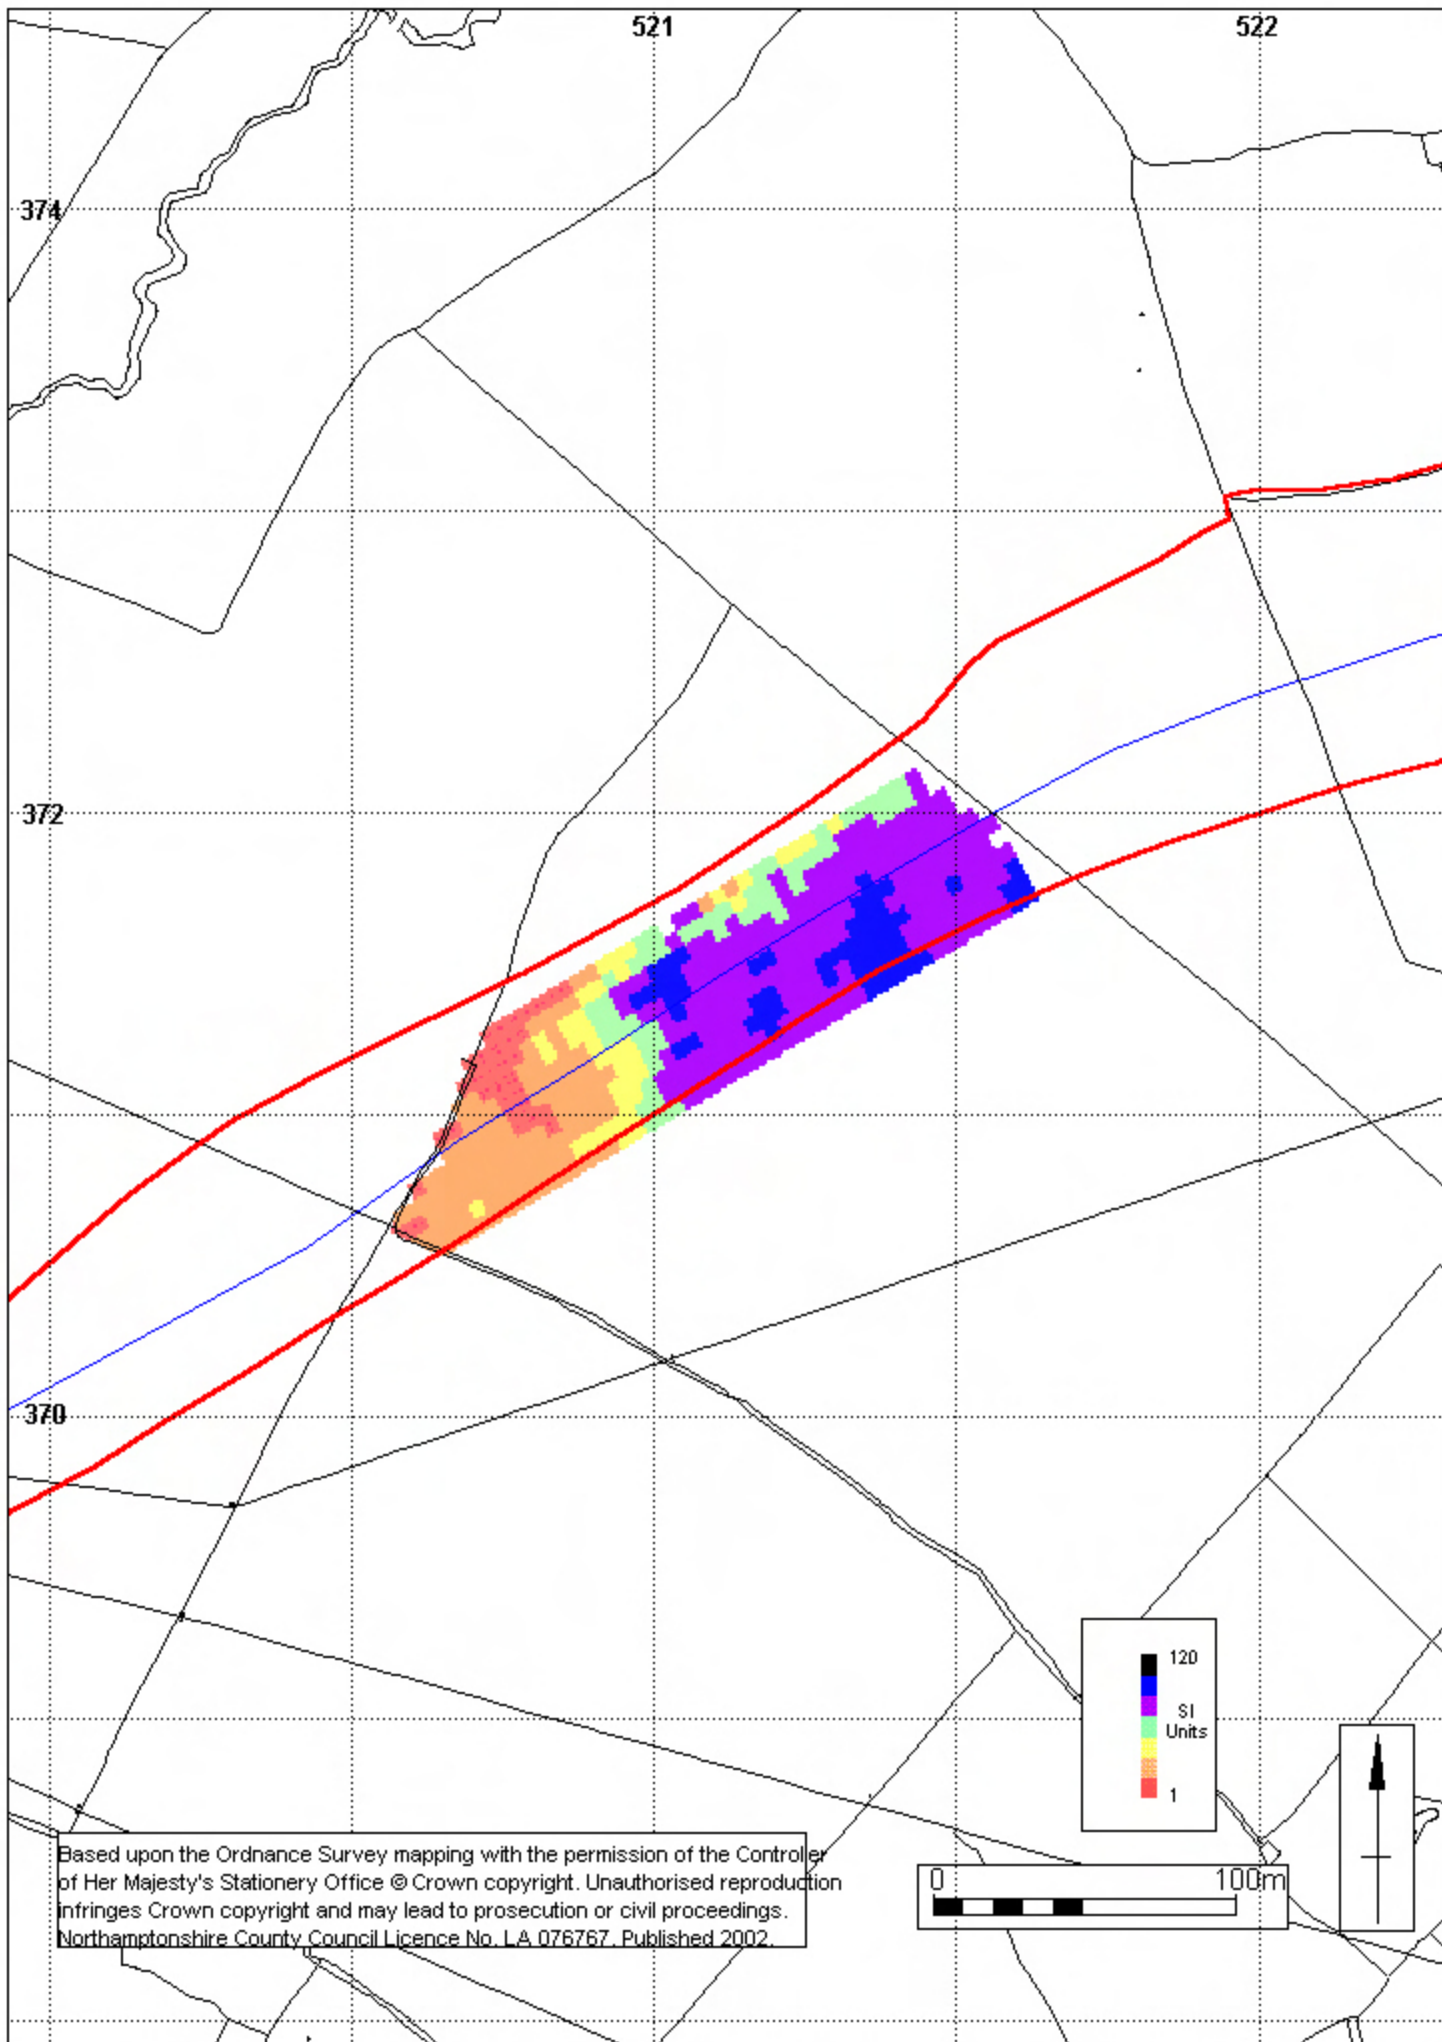 521
522
374
372
370
120
SI
Units
1
0 100m
Based upon the Ordnance Survey mapping with the permission of the Controller
of Her Majesty's Stationery Office © Crown copyright. Unauthorised reproduction
infringes Crown copyright and may lead to prosecution or civil proceedings.
Northamptonshire County Council Licence No. LA 076767. Published 2002.